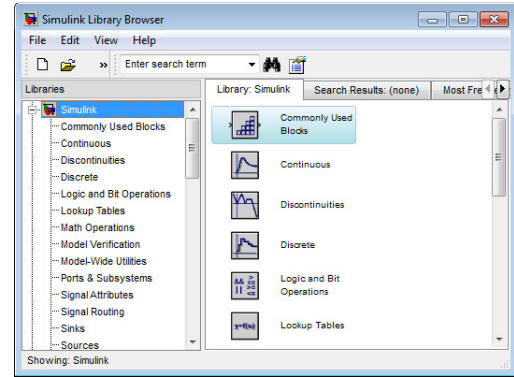 Simulink Library Browser
File Edit View Help
» Enter search term
Libraries
Library: Simulink Search Results: (none) Most Fre
Simulink
Commonly Used Blocks
Continuous
Discontinuities
Discrete
Logic and Bit Operations
Lookup Tables
Math Operations
Model Verification
Model-Wide Utilities
Ports & Subsystems
Signal Attributes
Signal Routing
Sinks
Sources
Commonly Used
Blocks
Continuous
Discontinuities
Discrete
Logic and Bit
Operations
y=f(u)
Lookup Tables
Showing: Simulink